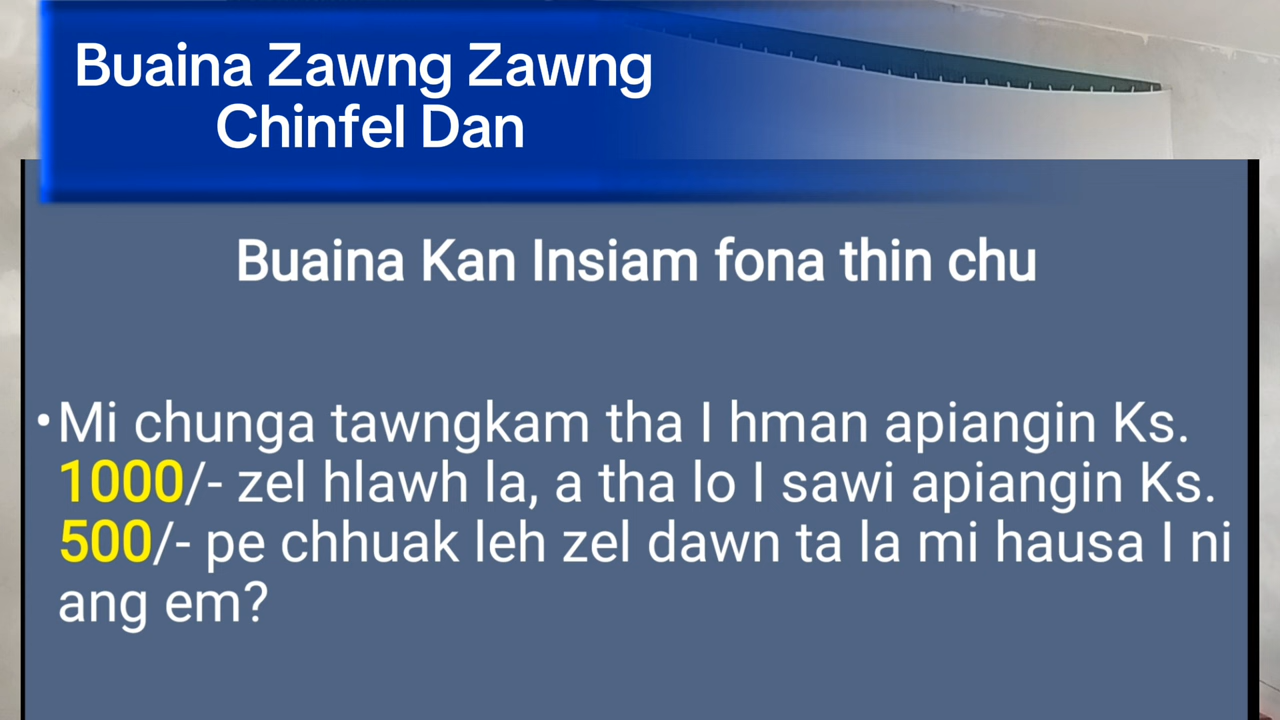 Buaina Zawng Zawng
Chinfel Dan
Buaina Kan Insiam fona thin chu
•Mi chunga tawngkam tha I hman apiangin Ks.
1000/- zel hlawh la, a tha lo I sawi apiangin Ks.
500/- pe chhuak leh zel dawn ta la mi hausa I ni
ang em?